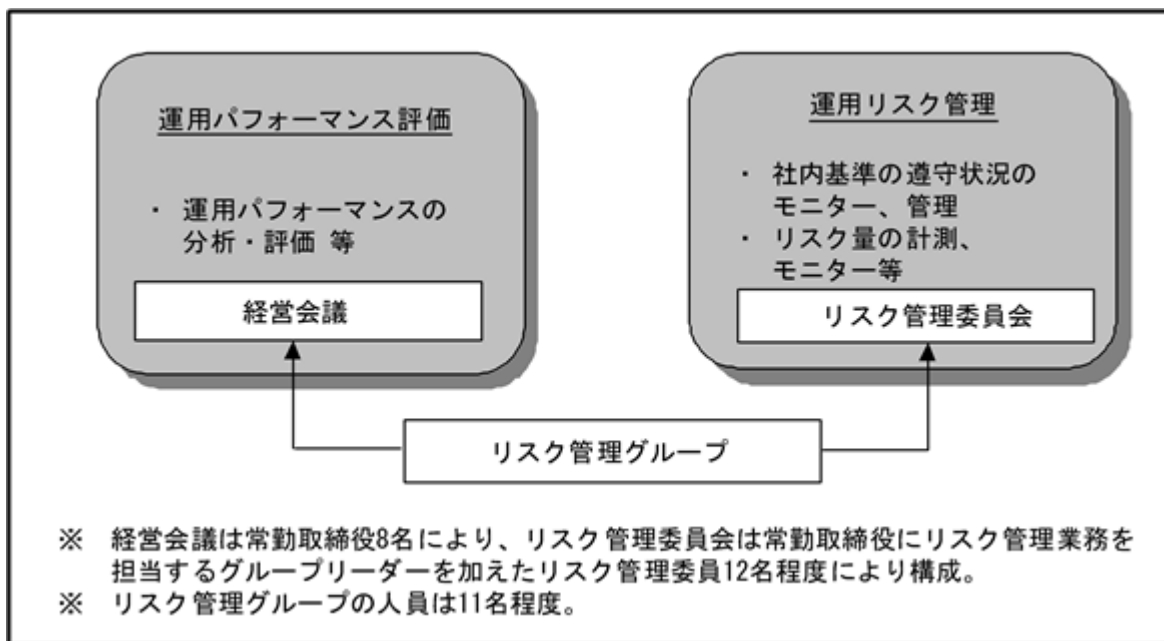 運用パフォーマンス評価
・ 運用パフォーマンスの
分析・評価 等
経営会議
運用リスク管理
・ 社内基準の遵守状況の
モニター、管理
・ リスク量の計測、
モニター等
リスク管理委員会
リスク管理グループ
※ 経営会議は常勤取締役8名により、リスク管理委員会は常勤取締役にリスク管理業務を
担当するグループリーダーを加えたリスク管理委員12名程度により構成。
※ リスク管理グループの人員は11名程度。